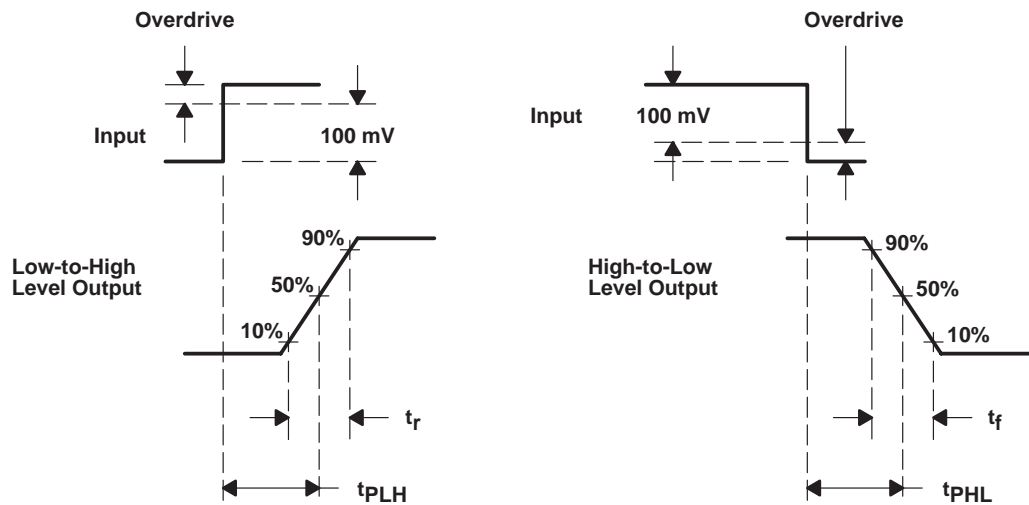 Overdrive
Input
100 mV
Low-to-High
Level Output
90%
50%
10%
tr
tPLH
Overdrive
Input
100 mV
High-to-Low
Level Output
90%
50%
10%
tf
tPHL